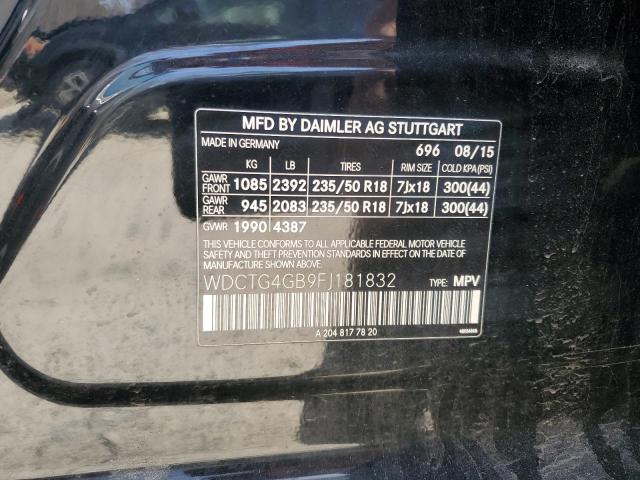 MFD BY DAIMLER AG STUTTGART
MADE IN GERMANY 696 08/15
KG LB TIRES RIM SIZE COLD KPA(PSI)
GAWR FRONT 1085 2392 235/50 R18 7Jx18 300(44)
GAWR REAR 945 2083 235/50 R18 7Jx18 300(44)
GVWR 1990 4387
THIS VEHICLE CONFORMS TO ALL APPLICABLE FEDERAL MOTOR VEHICLE
SAFETY AND THEFT PREVENTION STANDARDS IN EFFECT ON THE DATE
OF MANUFACTURE SHOWN ABOVE.
WDCTG4GB9FJ181832 TYPE: MPV
A 204 817 78 20